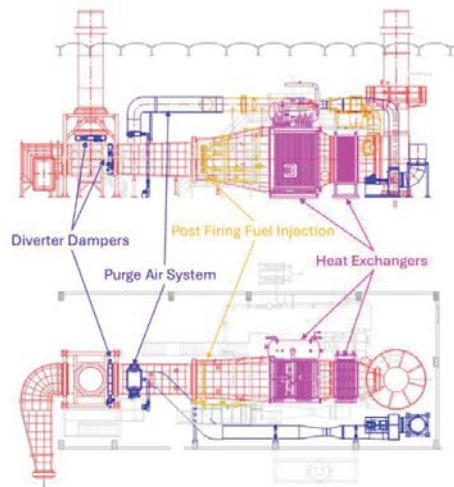 Diverter Dampers
Post Firing Fuel Injection
Purge Air System
Heat Exchangers